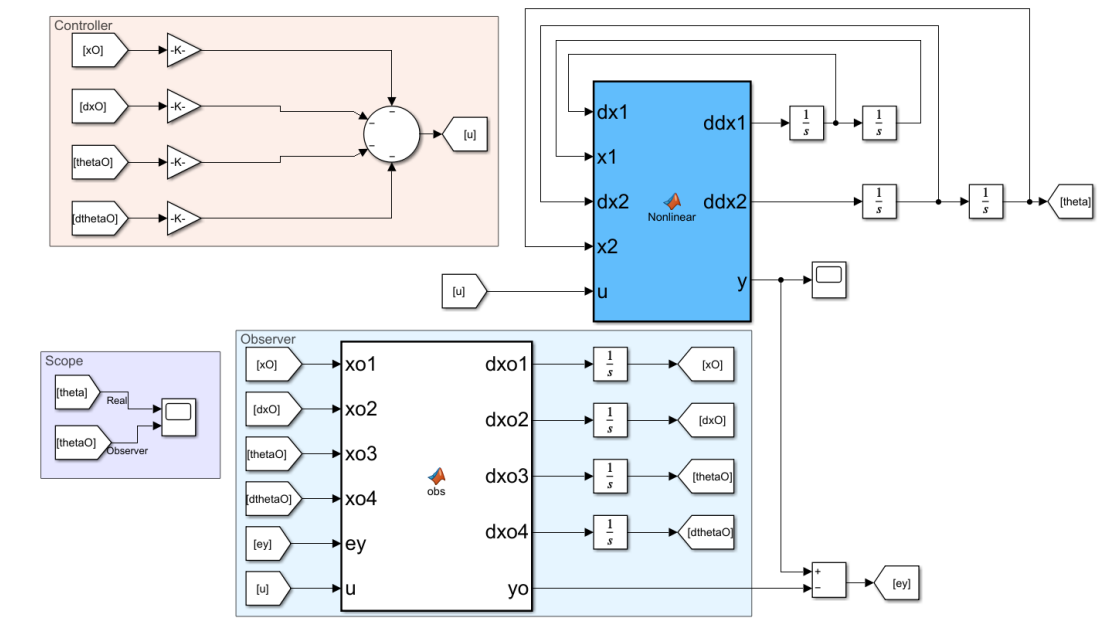 Controller
[xO]
-K-
[dxO]
-K-
[thetaO]
-K-
[dthetaO]
-K-
−
−
−
−
[u]
dx1
x1
dx2
x2
u
Nonlinear
ddx1
ddx2
y
1
s
1
s
1
s
1
s
[theta]
[u]
Scope
[theta]
Real
[thetaO]
Observer
Observer
[xO]
[dxO]
[thetaO]
[dthetaO]
[ey]
[u]
xo1
xo2
xo3
xo4
ey
u
obs
dxo1
dxo2
dxo3
dxo4
yo
1
s
1
s
1
s
1
s
[xO]
[dxO]
[thetaO]
[dthetaO]
+
−
[ey]